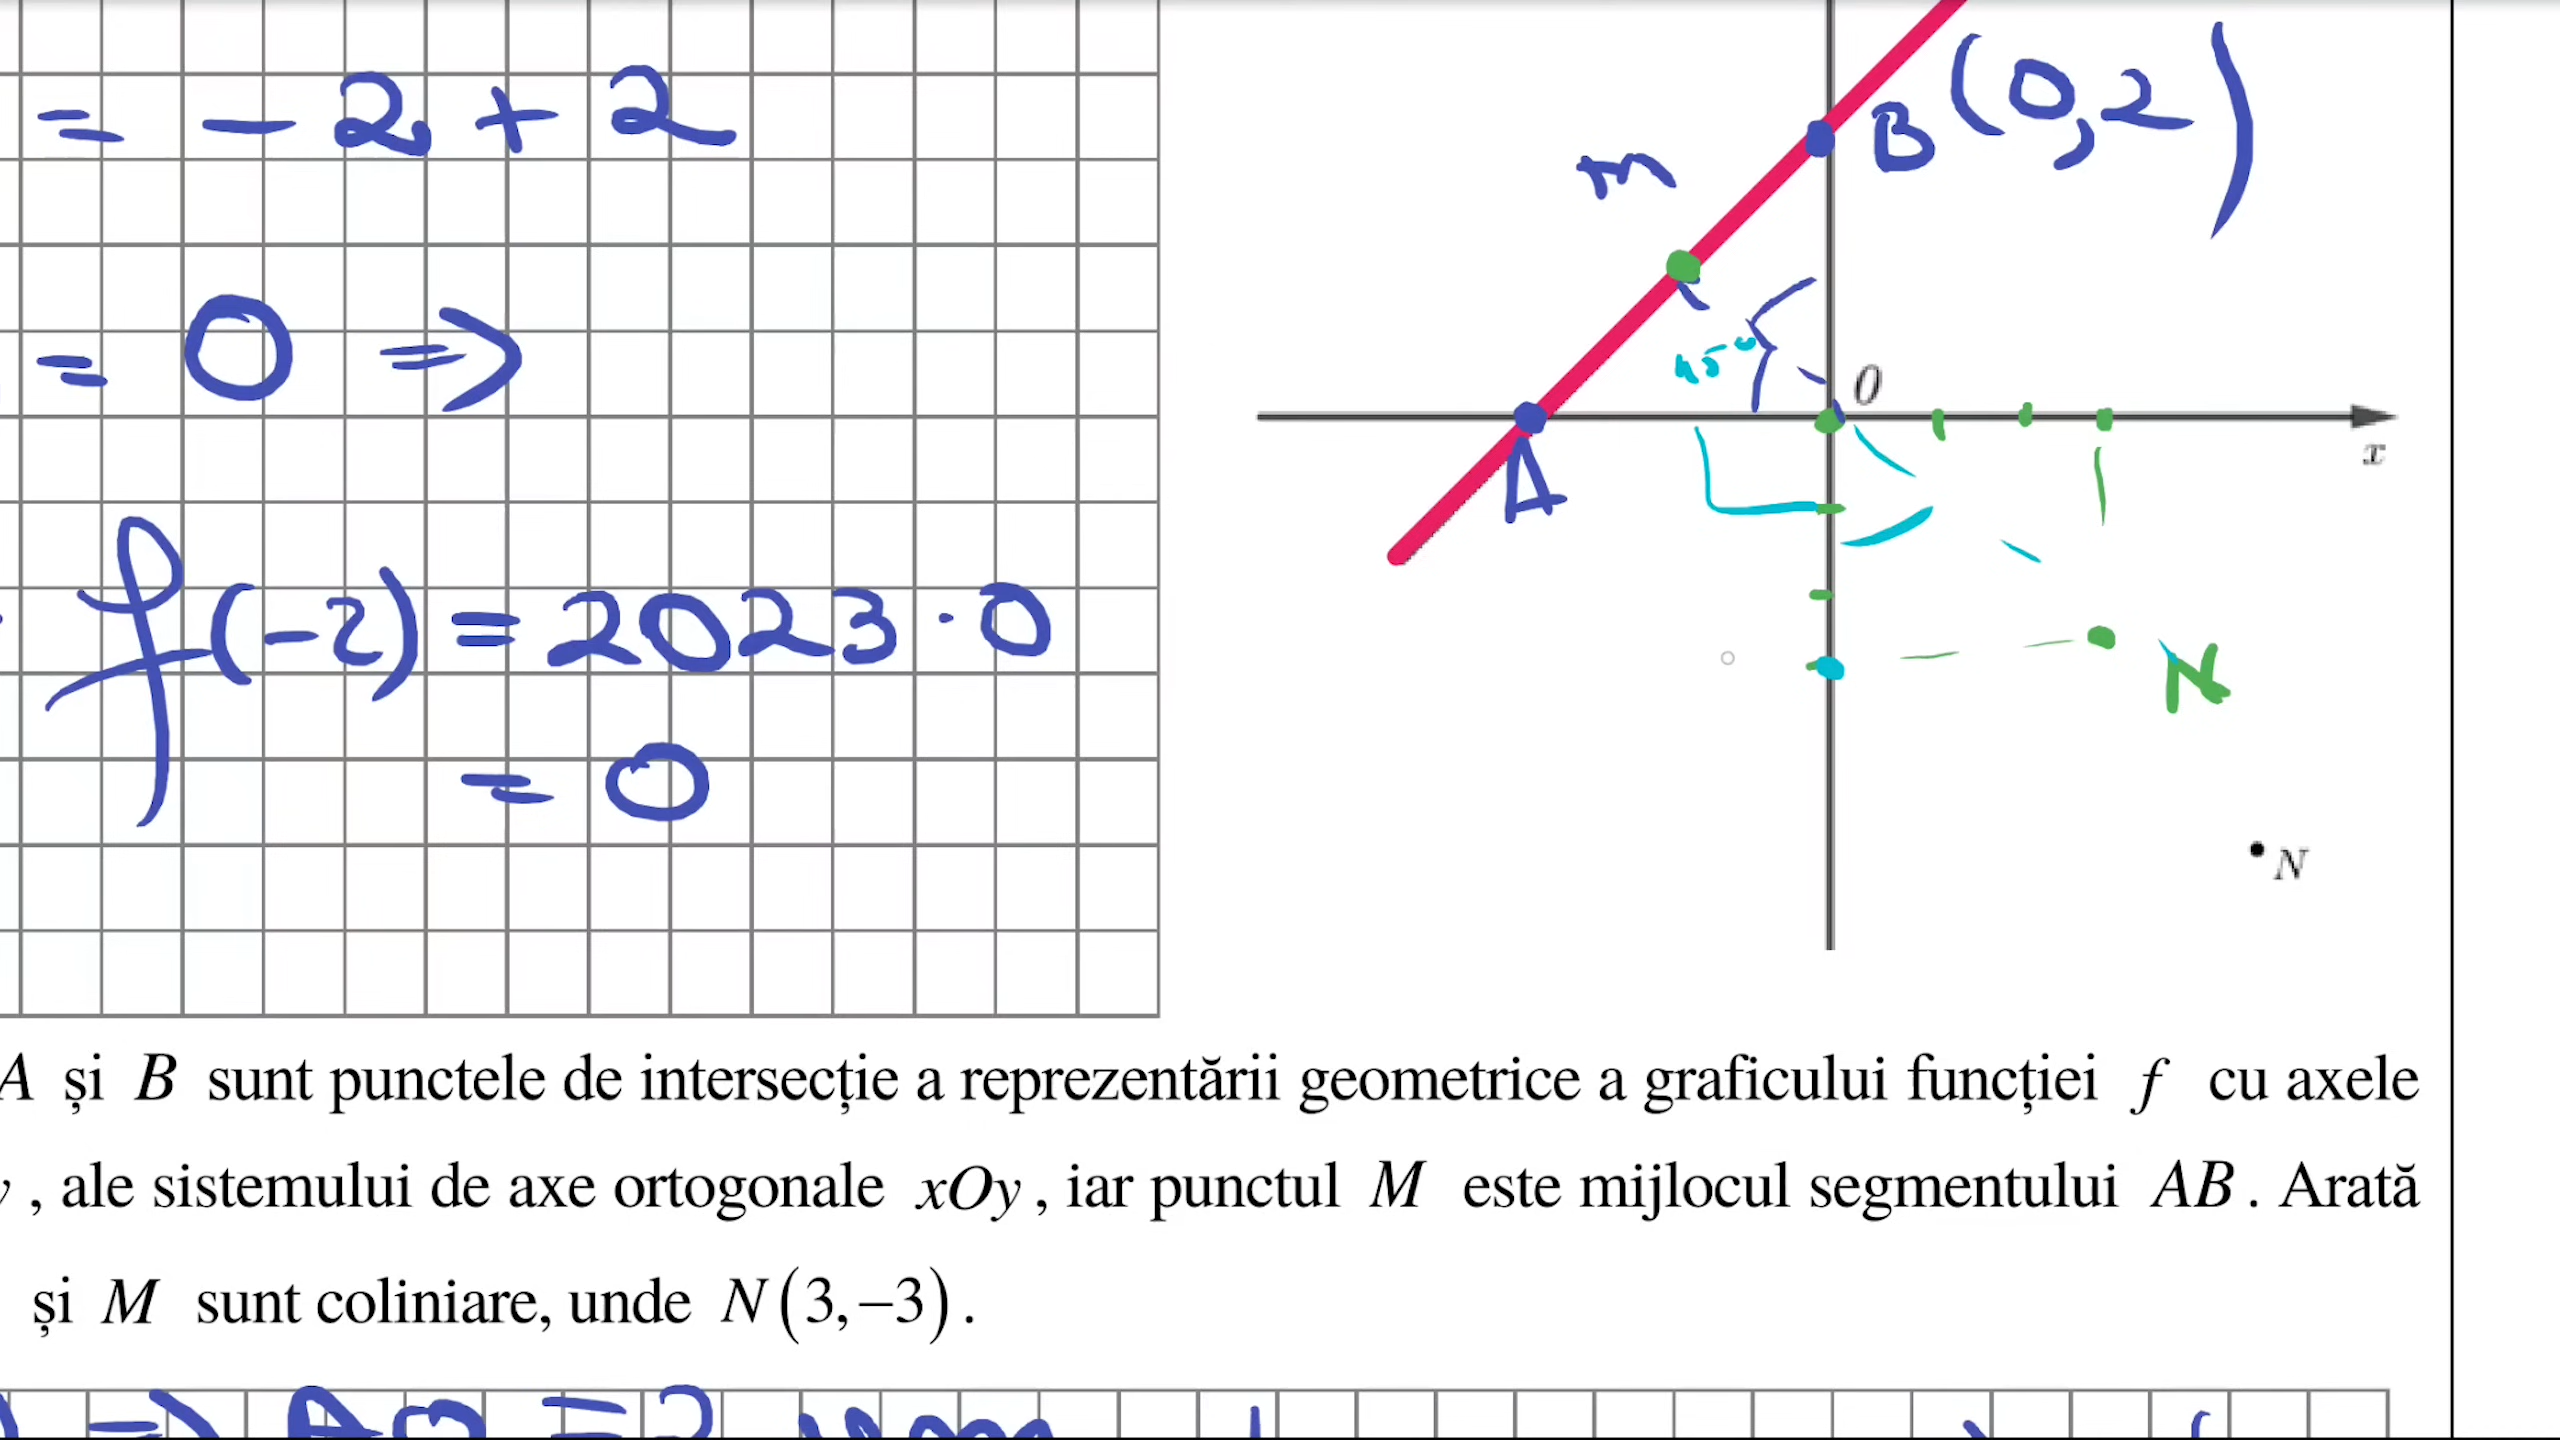 = - 2 + 2
B (0,2)
m
= 0 =>
45°
0
x
A
f(-2) = 2023 · 0
N
= 0
N
A și B sunt punctele de intersecție a reprezentării geometrice a graficului funcției f cu axele
, ale sistemului de axe ortogonale xOy, iar punctul M este mijlocul segmentului AB. Arată
și M sunt coliniare, unde N(3,−3).